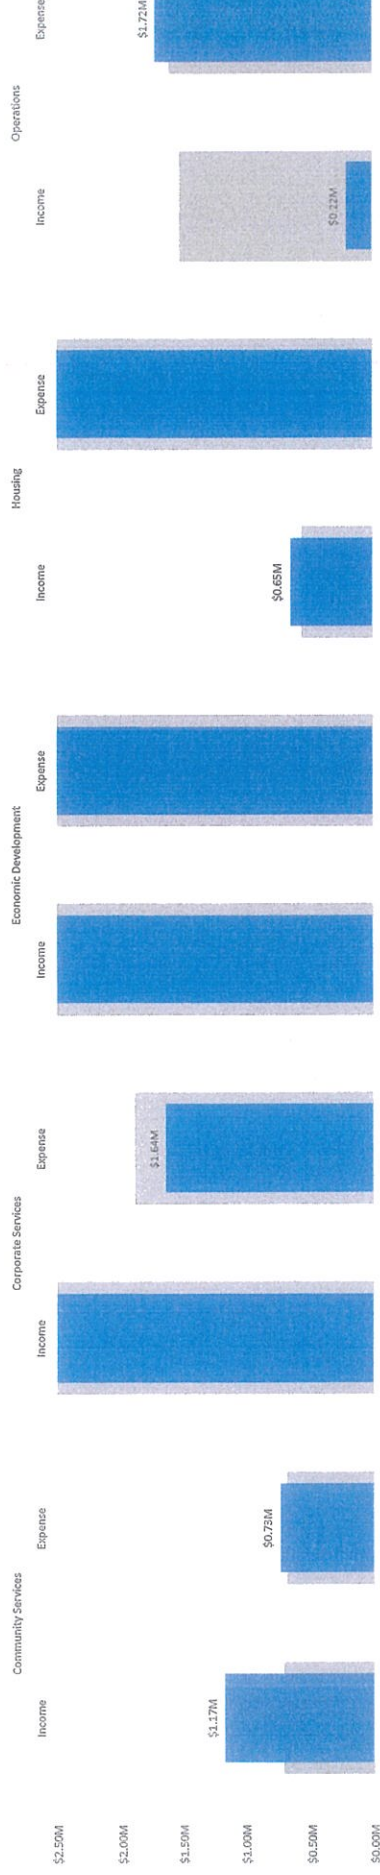 Community Services
Corporate Services
Economic Development
Housing
Operations
Income
Expense
Income
Expense
Income
Expense
Income
Expense
Income
Expense
$2.50M
$2.00M
$1.50M
$1.00M
$0.50M
$0.00M
$1.17M
$0.73M
$1.64M
$0.65M
$0.22M
$1.72M